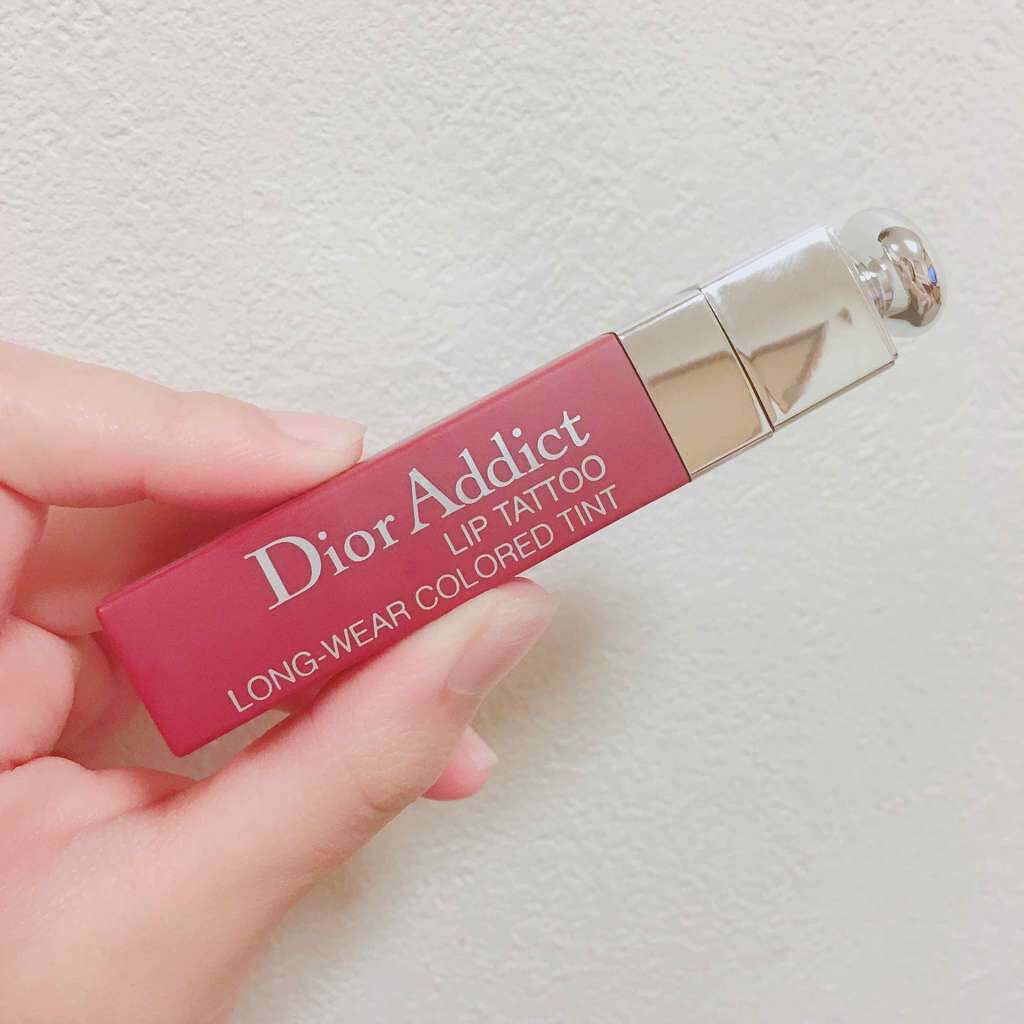 Dior Addict
LIP TATTOO
LONG-WEAR COLORED TINT